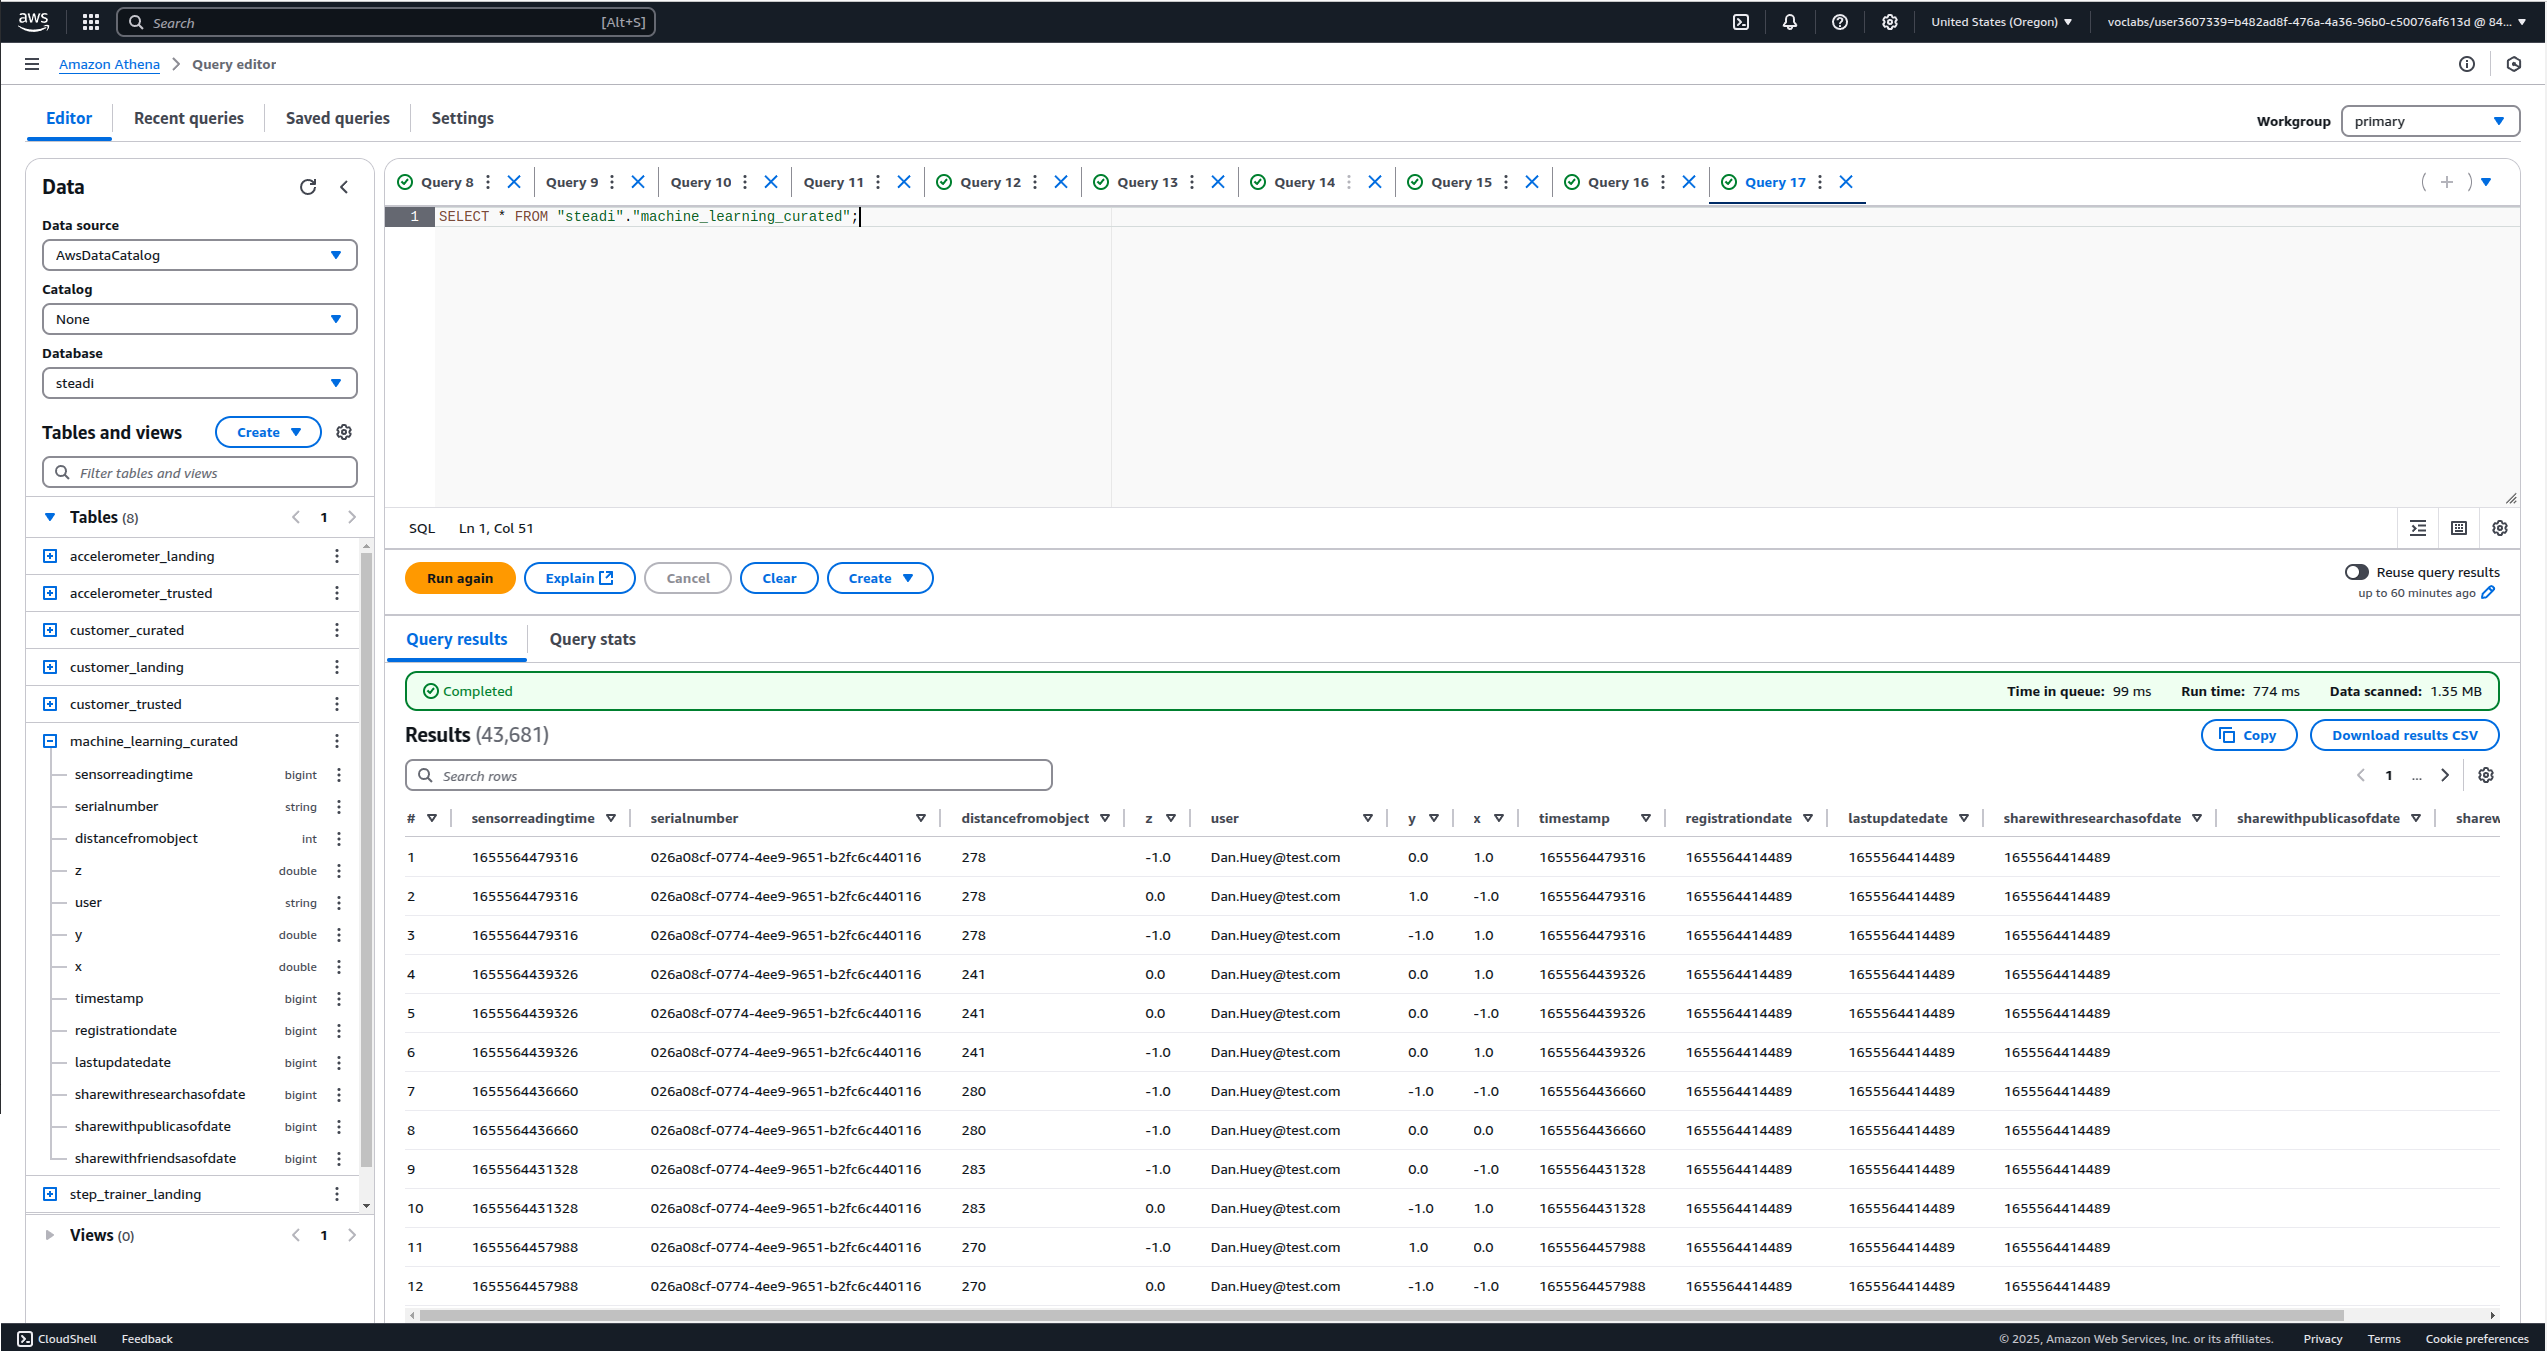 aws Search [Alt+S] United States (Oregon) voclabs/user3607339=b482ad8f-476a-4a36-96b0-c50076af613d @ 84...
Amazon Athena Query editor
Editor Recent queries Saved queries Settings Workgroup primary
Data
Data source
AwsDataCatalog
Catalog
None
Database
steadi
Tables and views Create
Filter tables and views
Tables (8) 1
accelerometer_landing
accelerometer_trusted
customer_curated
customer_landing
customer_trusted
machine_learning_curated
sensorreadingtime bigint
serialnumber string
distancefromobject int
z double
user string
y double
x double
timestamp bigint
registrationdate bigint
lastupdatedate bigint
sharewithresearchasofdate bigint
sharewithpublicasofdate bigint
sharewithfriendsasofdate bigint
step_trainer_landing
Views (0) 1
Query 8 Query 9 Query 10 Query 11 Query 12 Query 13 Query 14 Query 15 Query 16 Query 17
1 SELECT * FROM "steadi"."machine_learning_curated";
SQL Ln 1, Col 51
Run again Explain Cancel Clear Create Reuse query results
up to 60 minutes ago
Query results Query stats
Completed Time in queue: 99 ms Run time: 774 ms Data scanned: 1.35 MB
Results (43,681) Copy Download results CSV
Search rows 1 ...
# sensorreadingtime serialnumber distancefromobject z user y x timestamp registrationdate lastupdatedate sharewithresearchasofdate sharewithpublicasofdate sharew
1 1655564479316 026a08cf-0774-4ee9-9651-b2fc6c440116 278 -1.0 Dan.Huey@test.com 0.0 1.0 1655564479316 1655564414489 1655564414489 1655564414489
2 1655564479316 026a08cf-0774-4ee9-9651-b2fc6c440116 278 0.0 Dan.Huey@test.com 1.0 -1.0 1655564479316 1655564414489 1655564414489 1655564414489
3 1655564479316 026a08cf-0774-4ee9-9651-b2fc6c440116 278 -1.0 Dan.Huey@test.com -1.0 1.0 1655564479316 1655564414489 1655564414489 1655564414489
4 1655564439326 026a08cf-0774-4ee9-9651-b2fc6c440116 241 0.0 Dan.Huey@test.com 0.0 1.0 1655564439326 1655564414489 1655564414489 1655564414489
5 1655564439326 026a08cf-0774-4ee9-9651-b2fc6c440116 241 0.0 Dan.Huey@test.com 0.0 -1.0 1655564439326 1655564414489 1655564414489 1655564414489
6 1655564439326 026a08cf-0774-4ee9-9651-b2fc6c440116 241 -1.0 Dan.Huey@test.com 0.0 1.0 1655564439326 1655564414489 1655564414489 1655564414489
7 1655564436660 026a08cf-0774-4ee9-9651-b2fc6c440116 280 -1.0 Dan.Huey@test.com -1.0 -1.0 1655564436660 1655564414489 1655564414489 1655564414489
8 1655564436660 026a08cf-0774-4ee9-9651-b2fc6c440116 280 -1.0 Dan.Huey@test.com 0.0 0.0 1655564436660 1655564414489 1655564414489 1655564414489
9 1655564431328 026a08cf-0774-4ee9-9651-b2fc6c440116 283 -1.0 Dan.Huey@test.com 0.0 -1.0 1655564431328 1655564414489 1655564414489 1655564414489
10 1655564431328 026a08cf-0774-4ee9-9651-b2fc6c440116 283 0.0 Dan.Huey@test.com -1.0 1.0 1655564431328 1655564414489 1655564414489 1655564414489
11 1655564457988 026a08cf-0774-4ee9-9651-b2fc6c440116 270 -1.0 Dan.Huey@test.com 1.0 0.0 1655564457988 1655564414489 1655564414489 1655564414489
12 1655564457988 026a08cf-0774-4ee9-9651-b2fc6c440116 270 0.0 Dan.Huey@test.com -1.0 -1.0 1655564457988 1655564414489 1655564414489 1655564414489
CloudShell Feedback © 2025, Amazon Web Services, Inc. or its affiliates. Privacy Terms Cookie preferences